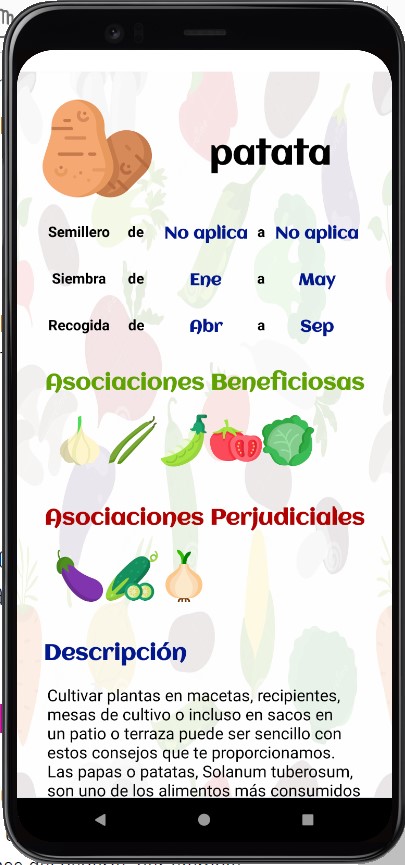 patata
Semillero de No aplica a No aplica
Siembra de Ene a May
Recogida de Abr a Sep
Asociaciones Beneficiosas
Asociaciones Perjudiciales
Descripción
Cultivar plantas en macetas, recipientes,
mesas de cultivo o incluso en sacos en
un patio o terraza puede ser sencillo con
estos consejos que te proporcionamos.
Las papas o patatas, Solanum tuberosum,
son uno de los alimentos más consumidos